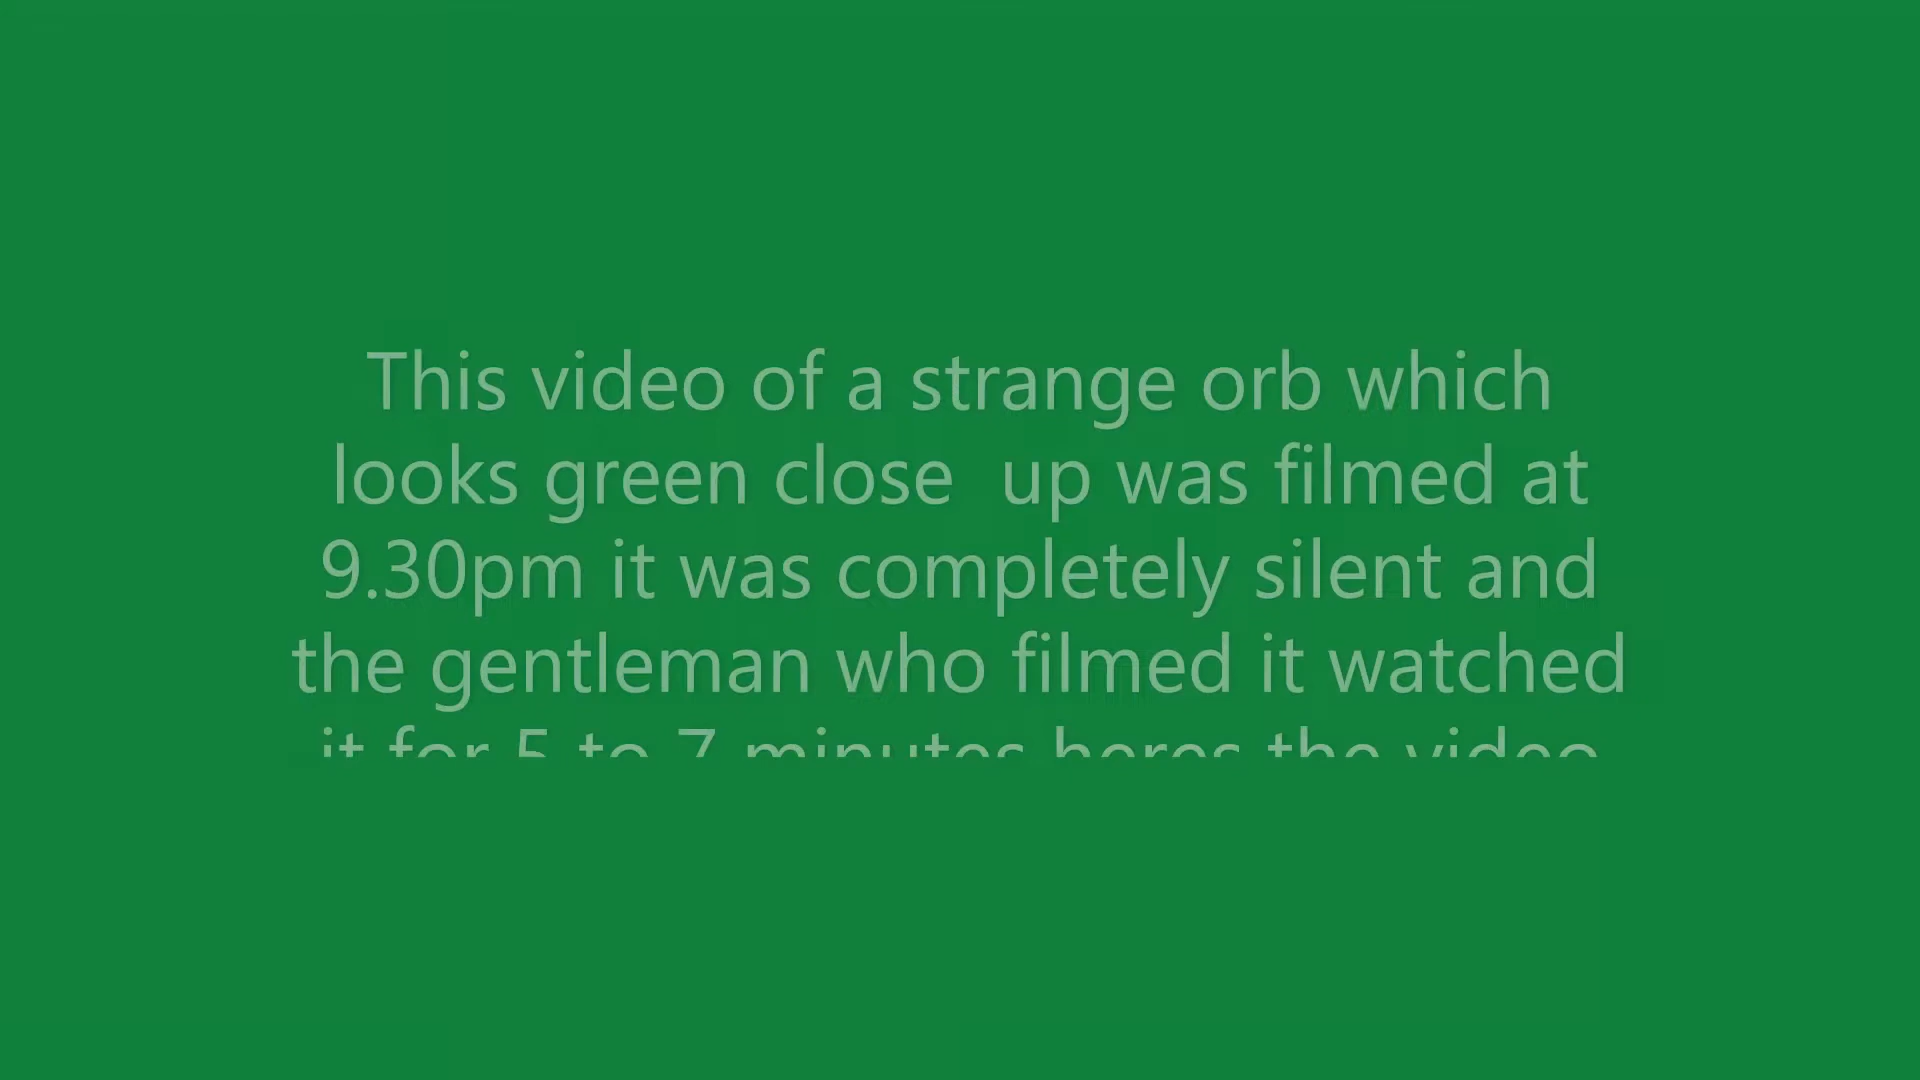 This video of a strange orb which
looks green close  up was filmed at
9.30pm it was completely silent and
the gentleman who filmed it watched
it for 5 to 7 minutes heres the video